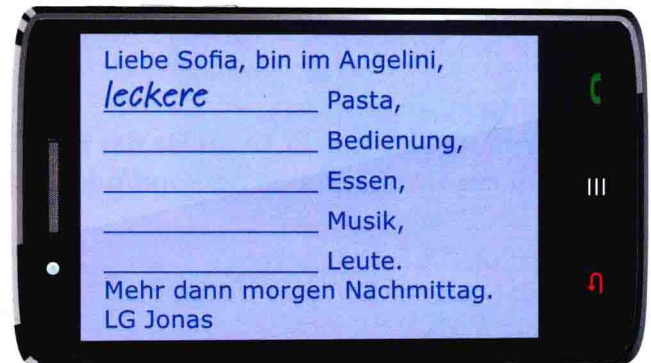 Liebe Sofia, bin im Angelini,
leckere Pasta,
Bedienung,
Essen,
Musik,
Leute.
Mehr dann morgen Nachmittag.
LG Jonas